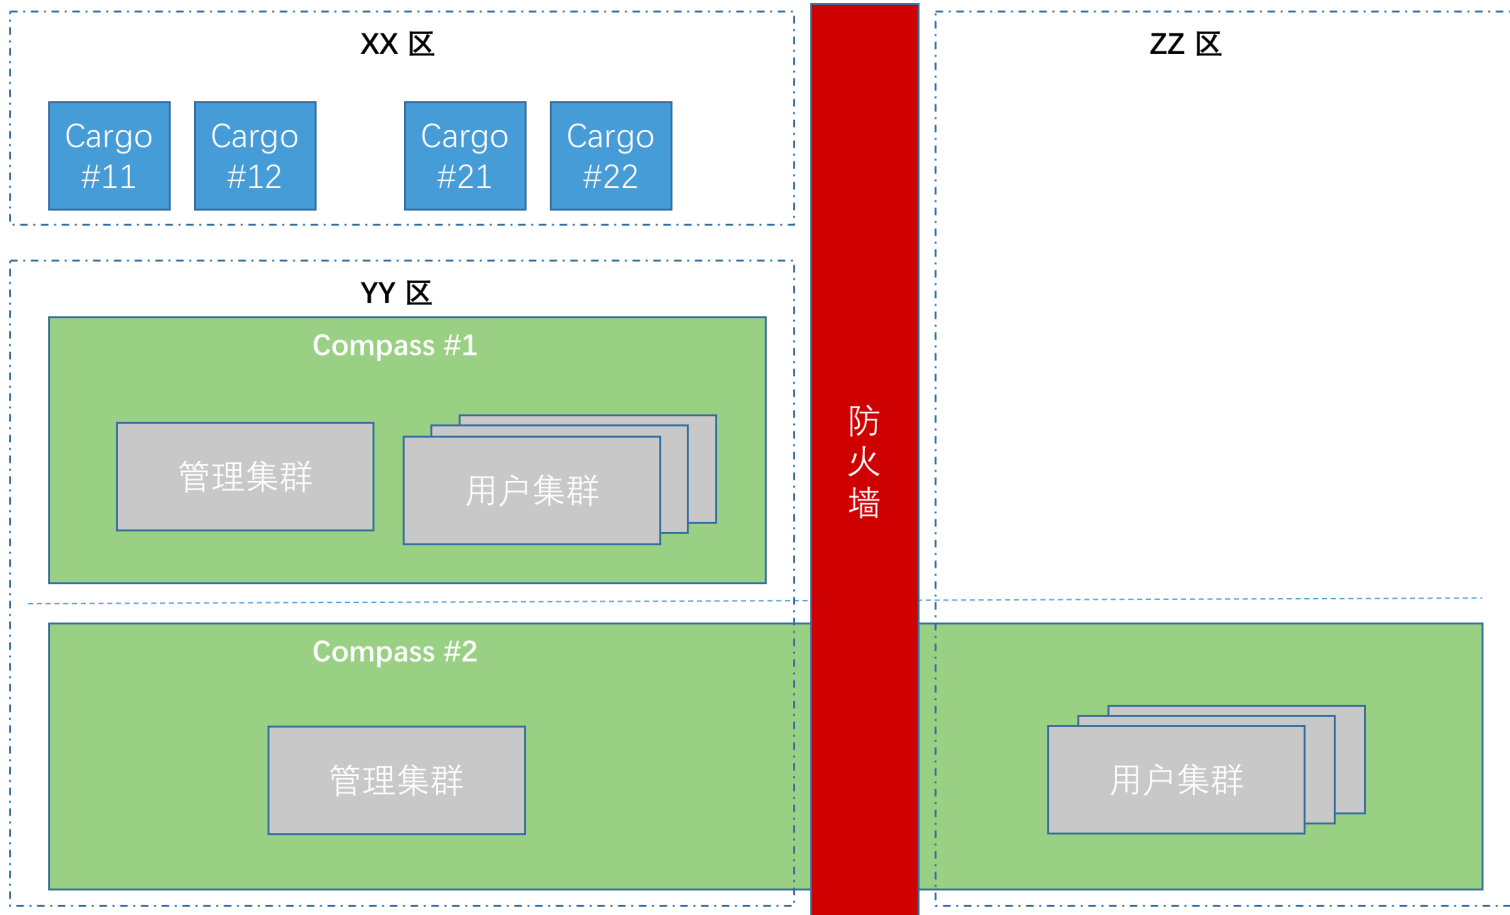 XX 区
ZZ 区
Cargo
#11
Cargo
#12
Cargo
#21
Cargo
#22
YY 区
Compass #1
管理集群
用户集群
防
火
墙
Compass #2
管理集群
用户集群